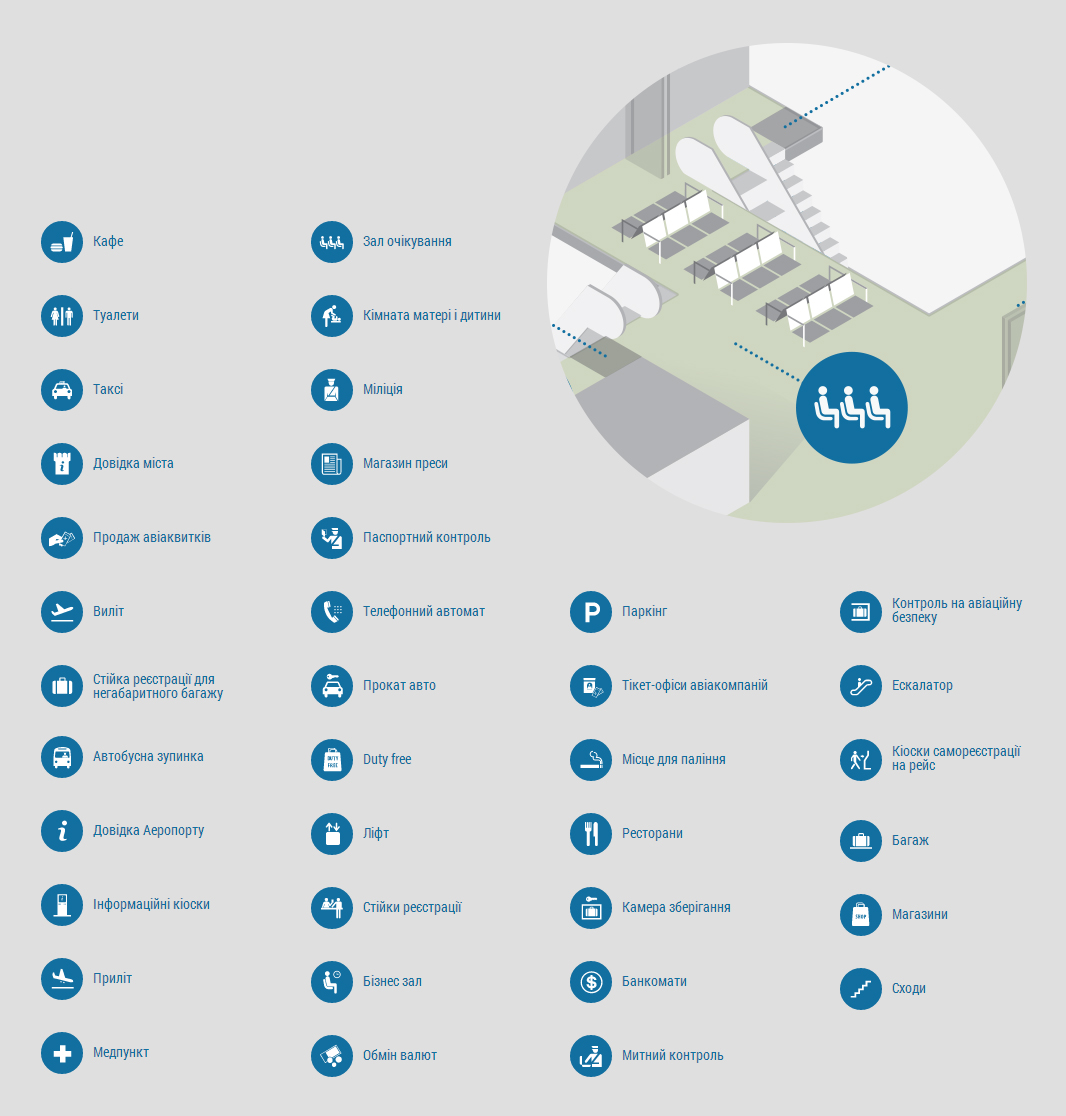 Кафе
Туалети
Таксі
Довідка міста
Продаж авіаквитків
Виліт
Стійка реєстрації для
негабаритного багажу
Автобусна зупинка
Довідка Аеропорту
Інформаційні кіоски
Приліт
Медпункт
Зал очікування
Кімната матері і дитини
Міліція
Магазин преси
Паспортний контроль
Телефонний автомат
Прокат авто
DUTY
FREE
Duty free
Ліфт
Стійки реєстрації
Бізнес зал
Обмін валют
P
Паркінг
Тікет-офіси авіакомпаній
Місце для паління
Ресторани
Камера зберігання
$
Банкомати
Митний контроль
Контроль на авіаційну
безпеку
Ескалатор
Кіоски самореєстрації
на рейс
Багаж
SHOP
Магазини
Сходи